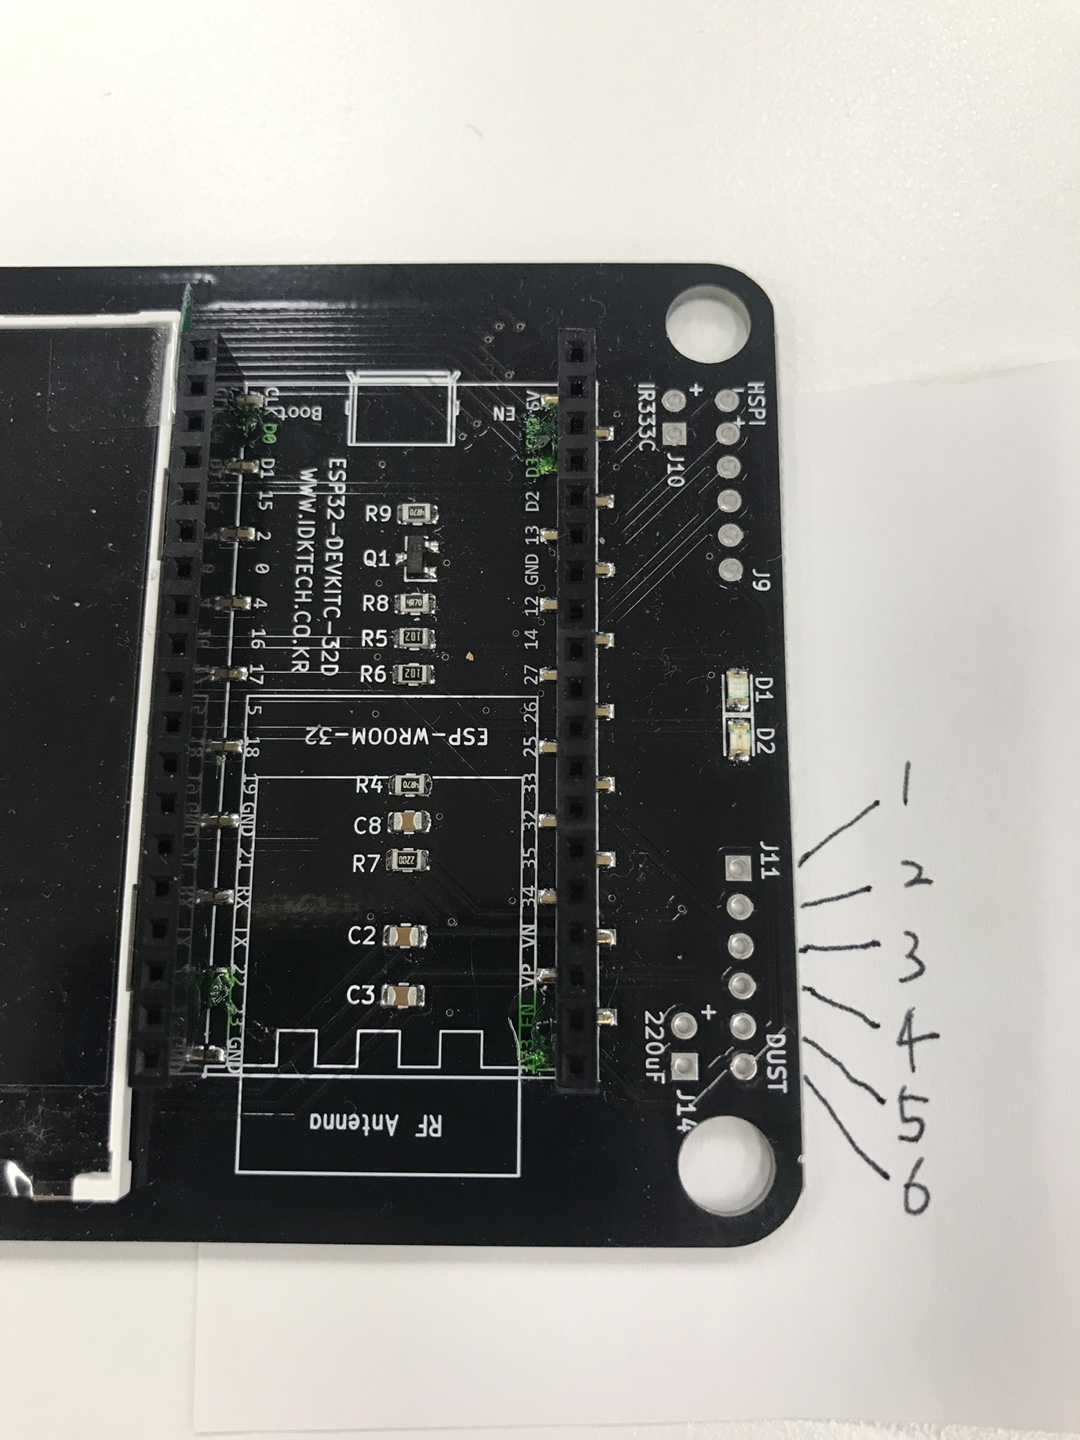 HSPI
IR333C
+
+
J10
J9
Boot
EN
CLK
D0
D1
15
2
0
4
16
17
5
18
19
GND
21
RX
TX
22
23
GND
ESP32-DEVKITC-32D
WWW.IDKTECH.CO.KR
R9
Q1
R8
R5
R6
ESP-WROOM-32
R4
C8
R7
C2
C3
RF Antenna
D3
D2
13
GND
12
14
27
26
25
33
32
35
34
VN
VP
EN
3V3
D1
D2
J11
DUST
+
220uF
J14
1
2
3
4
5
6